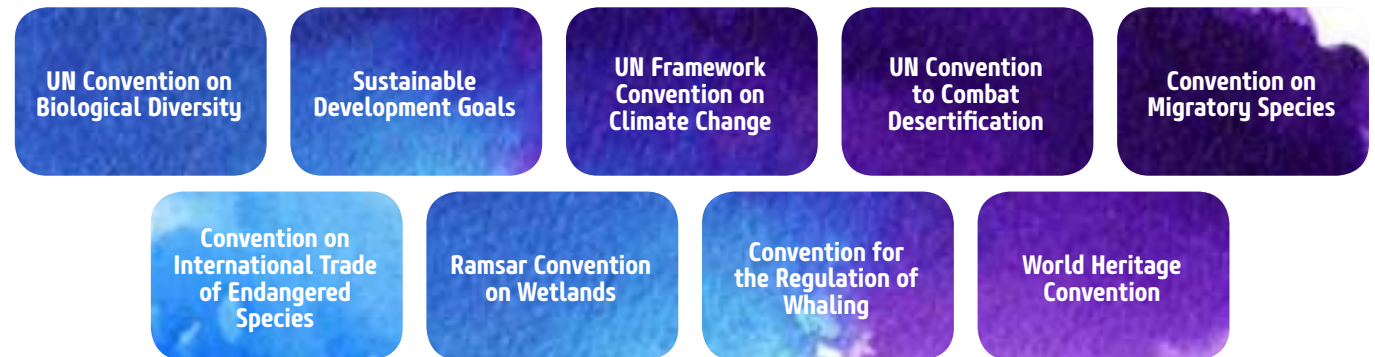 UN Convention on
Biological Diversity
Sustainable
Development Goals
UN Framework
Convention on
Climate Change
UN Convention
to Combat
Desertification
Convention on
Migratory Species
Convention on
International Trade
of Endangered
Species
Ramsar Convention
on Wetlands
Convention for
the Regulation of
Whaling
World Heritage
Convention